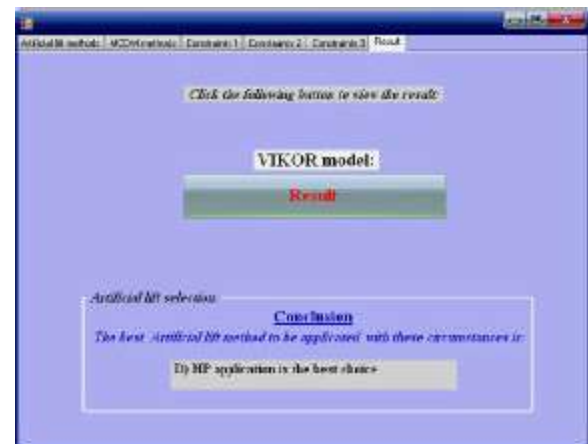 Artificial lift methods MCDM methods Constraints 1 Constraints 2 Constraints 3 Result
Click the following button to view the result:
VIKOR model:
Result
Artificial lift selection
Conclusion
The best Artificial lift method to be applicated with these circumstances is:
D) HP application is the best choice